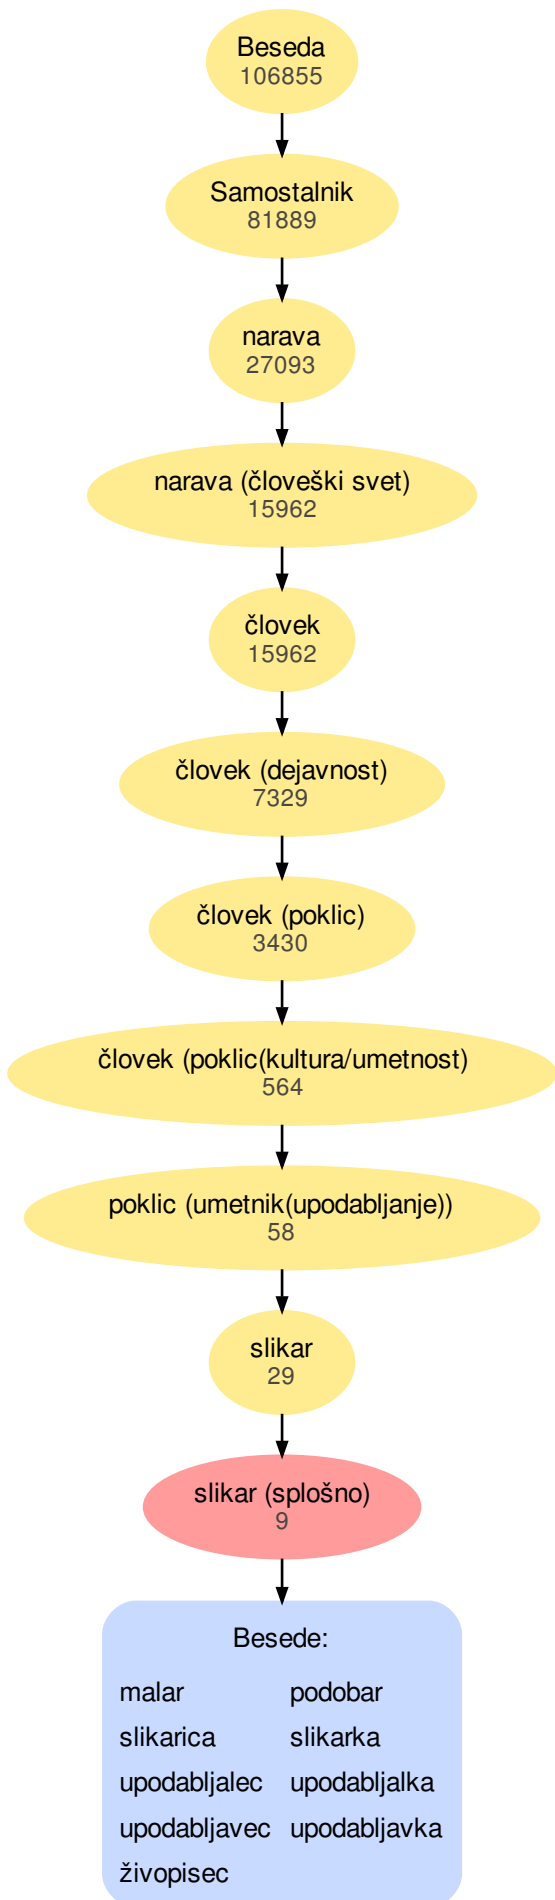 Beseda
106855
Samostalnik
81889
narava
27093
narava (človeški svet)
15962
človek
15962
človek (dejavnost)
7329
človek (poklic)
3430
človek (poklic(kultura/umetnost)
564
poklic (umetnik(upodabljanje))
58
slikar
29
slikar (splošno)
9
Besede:
malar podobar
slikarica slikarka
upodabljalec upodabljalka
upodabljavec upodabljavka
živopisec